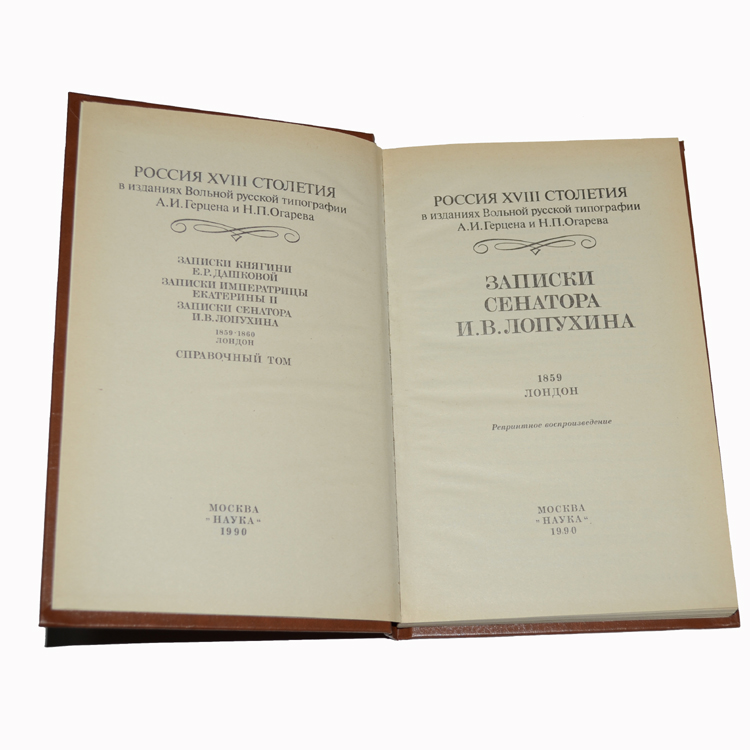 РОССИЯ XVIII СТОЛЕТИЯ
в изданиях Вольной русской типографии
А.И.Герцена и Н.П.Огарева
ЗАПИСКИ КНЯГИНИ
Е.Р.ДАШКОВОЙ
ЗАПИСКИ ИМПЕРАТРИЦЫ
ЕКАТЕРИНЫ II
ЗАПИСКИ СЕНАТОРА
И.В.ЛОПУХИНА
1859-1860
ЛОНДОН
СПРАВОЧНЫЙ ТОМ
МОСКВА
"НАУКА"
1990
РОССИЯ XVIII СТОЛЕТИЯ
в изданиях Вольной русской типографии
А.И.Герцена и Н.П.Огарева
ЗАПИСКИ
СЕНАТОРА
И.В.ЛОПУХИНА
1859
ЛОНДОН
Репринтное воспроизведение
МОСКВА
"НАУКА"
1990